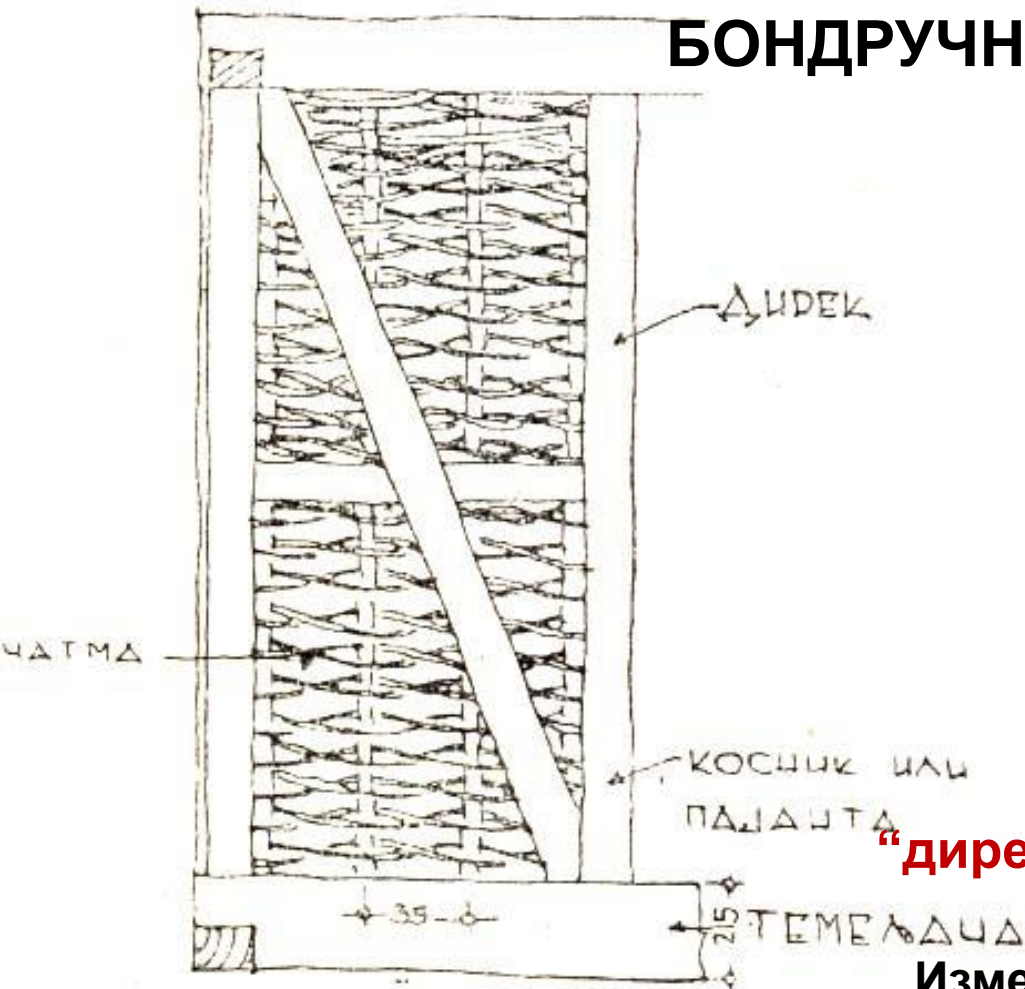 БОНДРУЧН
ДИРЕК
ЧАТМА
КОСНИК ИЛИ
ПАЈАНТА
“дире
35
25
ТЕМЕЉАЧА
Изме